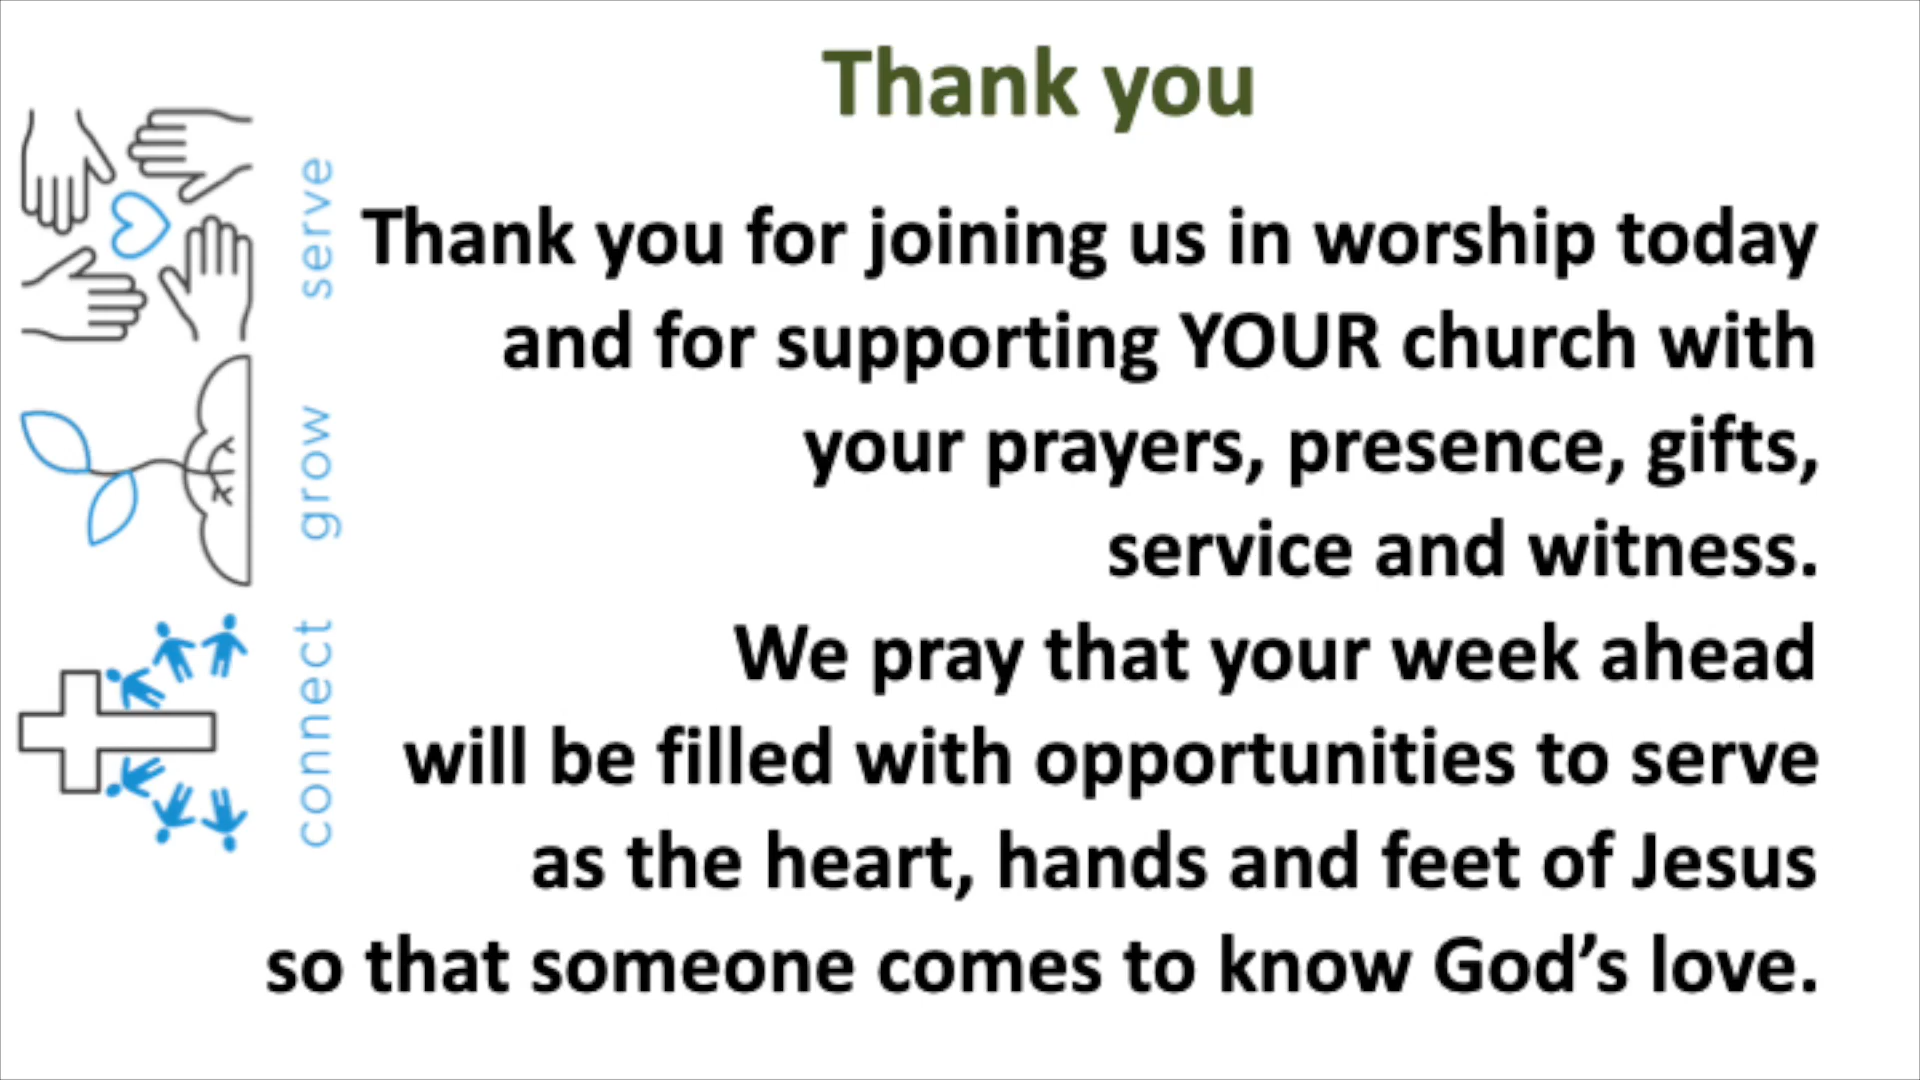 Thank you
serve
grow
connect
Thank you for joining us in worship today
and for supporting YOUR church with
your prayers, presence, gifts,
service and witness.
We pray that your week ahead
will be filled with opportunities to serve
as the heart, hands and feet of Jesus
so that someone comes to know God’s love.